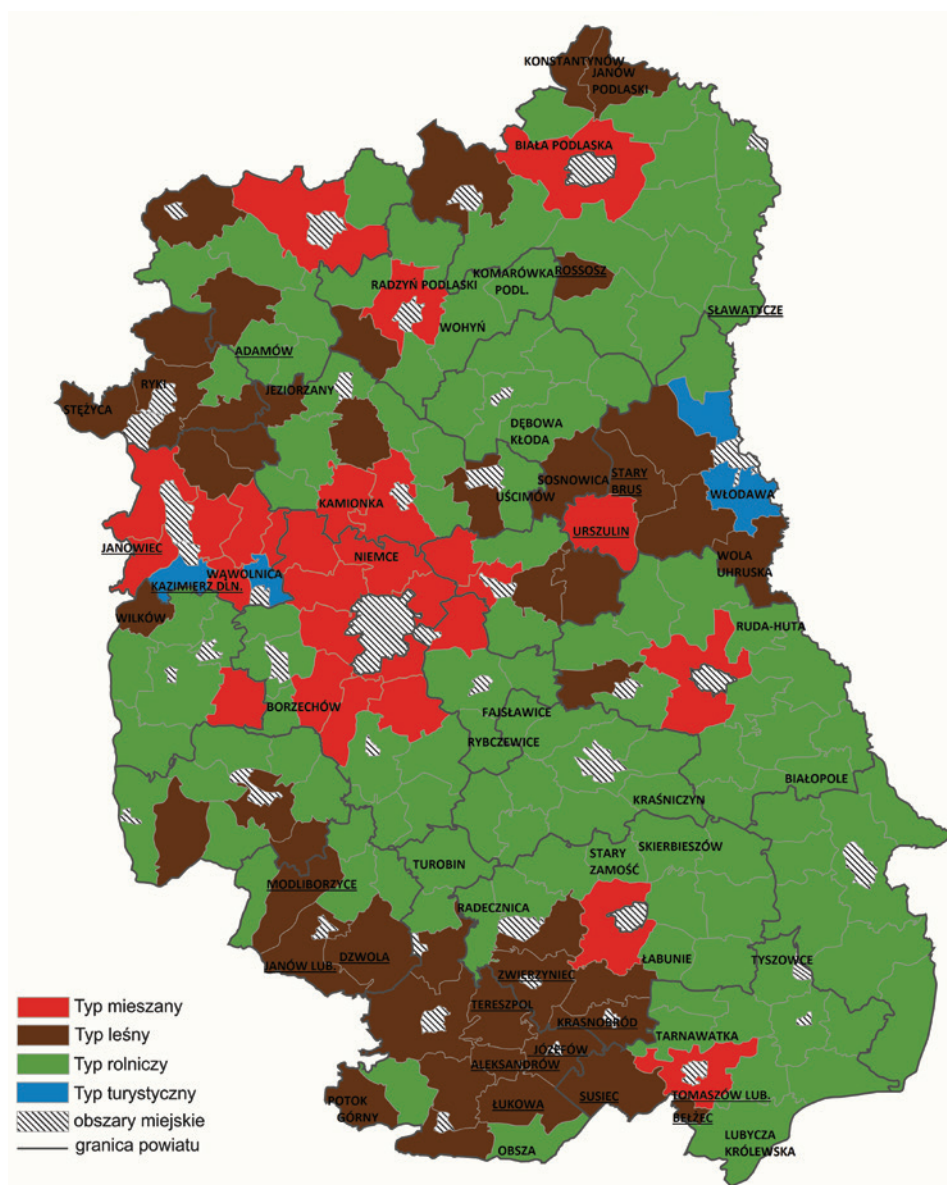 KONSTANTYNÓW
JANÓW
PODLASKI
BIAŁA PODLASKA
ROSSOSZ
KOMARÓWKA
PODL.
RADZYŃ PODLASKI
WOHYŃ
SŁAWATYCZE
ADAMÓW
JEZIORZANY
RYKI
STĘŻYCA
DĘBOWA
KŁODA
SOSNOWICA
STARY
BRUS
UŚCIMÓW
WŁODAWA
KAMIONKA
URSZULIN
NIEMCE
JANOWIEC
WĄWOLNICA
KAZIMIERZ DLN.
WOLA
UHRUSKA
WILKÓW
RUDA-HUTA
BORZECHÓW
FAJSŁAWICE
RYBCZEWICE
BIAŁOPOLE
KRAŚNICZYN
SKIERBIESZÓW
STARY
ZAMOŚĆ
TUROBIN
MODLIBORZYCE
RADECZNICA
DZWOLA
JANÓW LUB.
ŁABUNIE
TYSZOWCE
ZWIERZYNIEC
TERESZPOL
KRASNOBRÓD
TARNAWATKA
JÓZEFÓW
ALEKSANDRÓW
TOMASZÓW LUB.
SUSIEC
BEŁŻEC
POTOK
GÓRNY
ŁUKOWA
OBSZA
LUBYCZA
KRÓLEWSKA
Typ mieszany
Typ leśny
Typ rolniczy
Typ turystyczny
obszary miejskie
granica powiatu